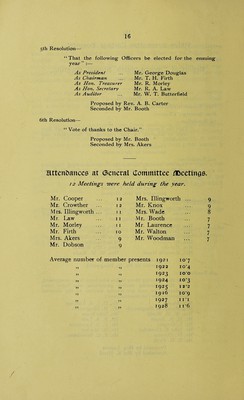 16
5th Resolution—
"That the following Officers be elected for the ensuing
year" :—
As President ... Mr. George Douglas
As Chairman ... Mr. T. H. Firth
As Hon. Treasurer Mr. R. Morley
As Hon. Secretary Mr. R. A. Law
As Auditor ... Mr. W. T. Butterfield
Proposed by Rev. A. B. Carter
Seconded by Mr. Booth
6th Resolution—
"Vote of thanks to the Chair."
Proposed by Mr. Booth
Seconded by Mrs. Akers
Attendances at General Committee Meetings.
12 Meetings were held during the year.
Mr. Cooper ... 12 Mrs. Illingworth ... 9
Mr. Crowther ... 12 Mr. Knox ... 9
Mrs. Illingworth ... 11 Mrs. Wade ... 8
Mr. Law ... 11 Mr. Booth ... 7
Mr. Morley ... 11 Mr. Laurence ... 7
Mr. Firth ... 10 Mr. Walton ... 7
Mrs. Akers ... 9 Mr. Woodman ... 7
Mr. Dobson ... 9
Average number of member presents 1921 10·7
" " 1922 10·4
" " 1923 10·0
" " 1924 10·3
" " 1925 12·2
" " 1926 10·9
" " 1927 11·1
" " 1928 11·6